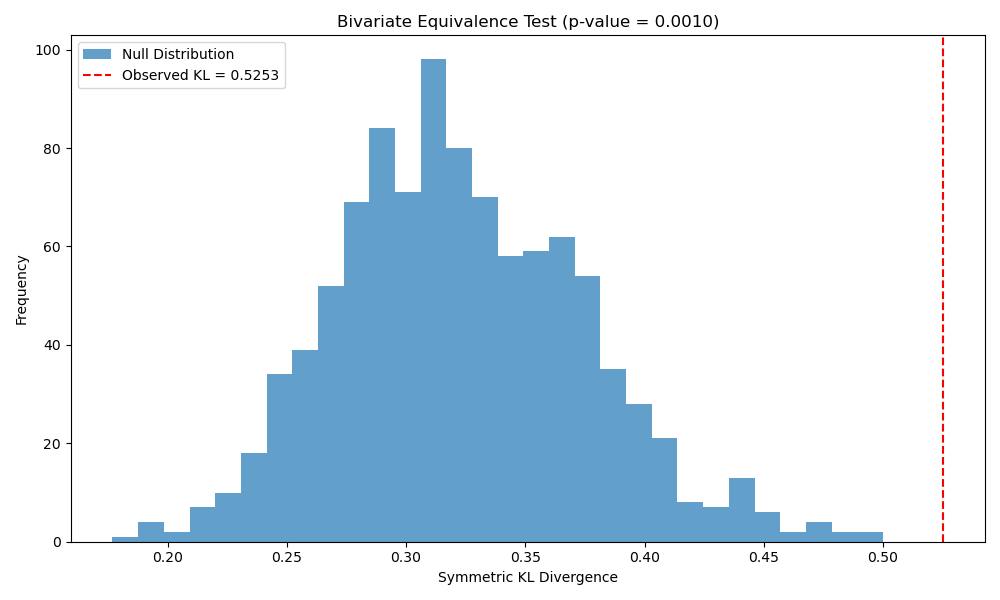 Bivariate Equivalence Test (p-value = 0.0010)
Null Distribution
Observed KL = 0.5253
Frequency
100
80
60
40
20
0
0.20 0.25 0.30 0.35 0.40 0.45 0.50
Symmetric KL Divergence